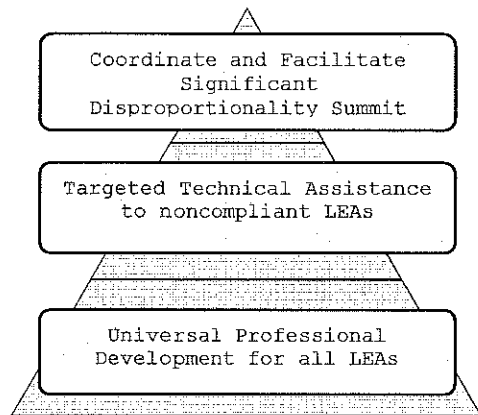 Coordinate and Facilitate
Significant
Disproportionality Summit
Targeted Technical Assistance
to noncompliant LEAs
Universal Professional
Development for all LEAs